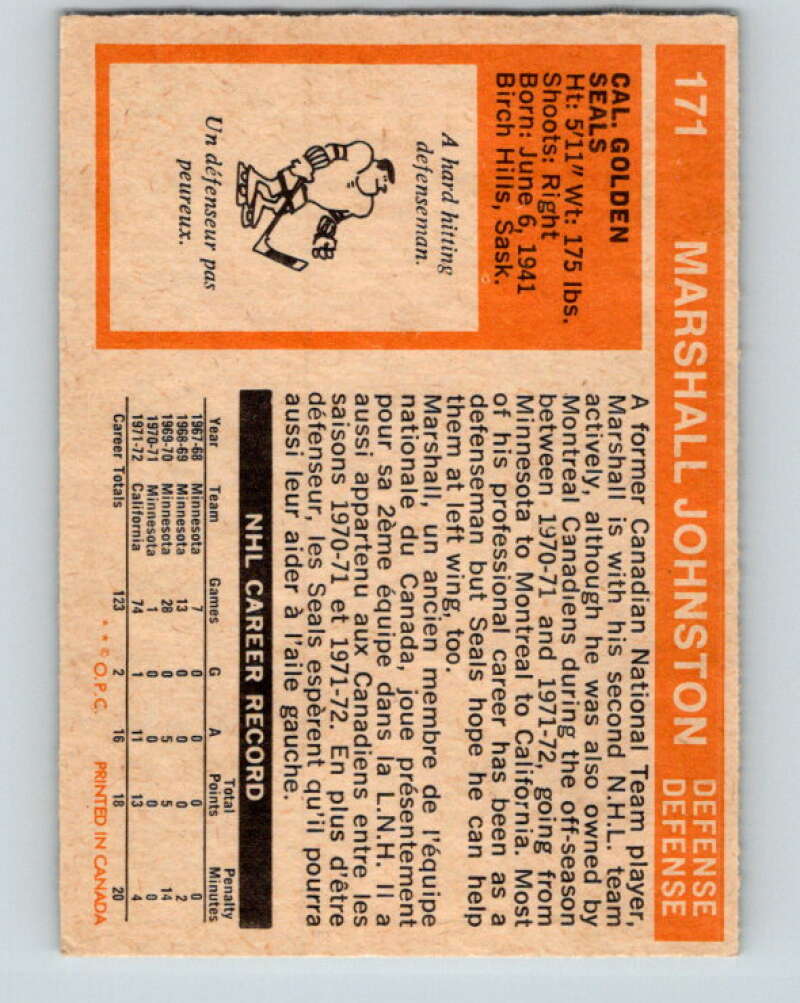 171 MARSHALL JOHNSTON DEFENSE
DEFENSE
CAL. GOLDEN
SEALS
Ht: 5'11" Wt: 175 lbs.
Shoots: Right
Born: June 6, 1941
Birch Hills, Sask.
A hard hitting
defenseman.
Un défenseur pas
peureux.
A former Canadian National Team player,
Marshall is with his second N.H.L. team
actively, although he was also owned by
Montreal Canadiens during the off-season
between 1970-71 and 1971-72, going from
Minnesota to Montreal to California. Most
of his professional career has been as a
defenseman but Seals hope he can help
them at left wing, too.
Marshall, un ancien membre de l'équipe
nationale du Canada, joue présentement
pour sa 2ème équipe dans la L.N.H. Il a
aussi appartenu aux Canadiens entre les
saisons 1970-71 et 1971-72. En plus d'être
défenseur, les Seals espèrent qu'il pourra
aussi leur aider à l'aile gauche.
NHL CAREER RECORD
Year Team Games G A Total Points Penalty Minutes
1967-68 Minnesota 7 0 0 0 0
1968-69 Minnesota 13 0 0 0 2
1969-70 Minnesota 28 0 5 5 14
1970-71 Minnesota 1 0 0 0 0
1971-72 California 74 1 11 13 4
Career Totals 123 2 16 18 20
* * © O.P.C. PRINTED IN CANADA